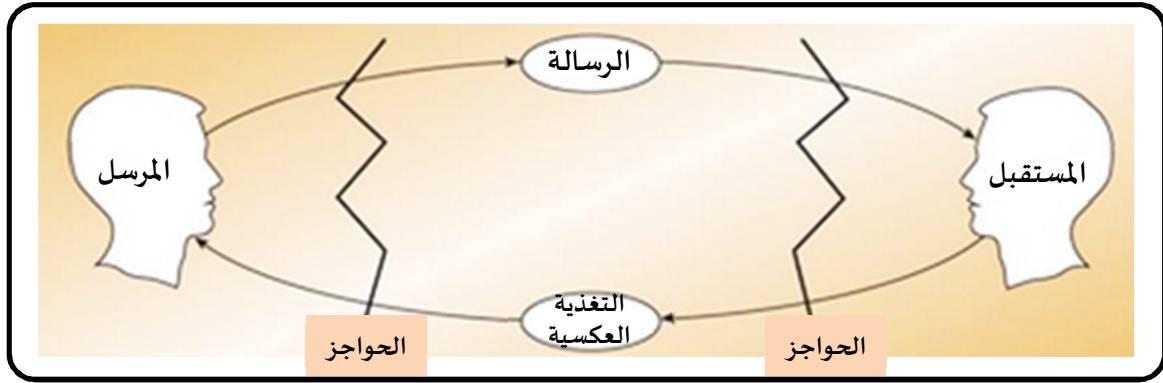 الرسالة
المستقبل
المرسل
التغذية
العكسية
الحواجز
الحواجز